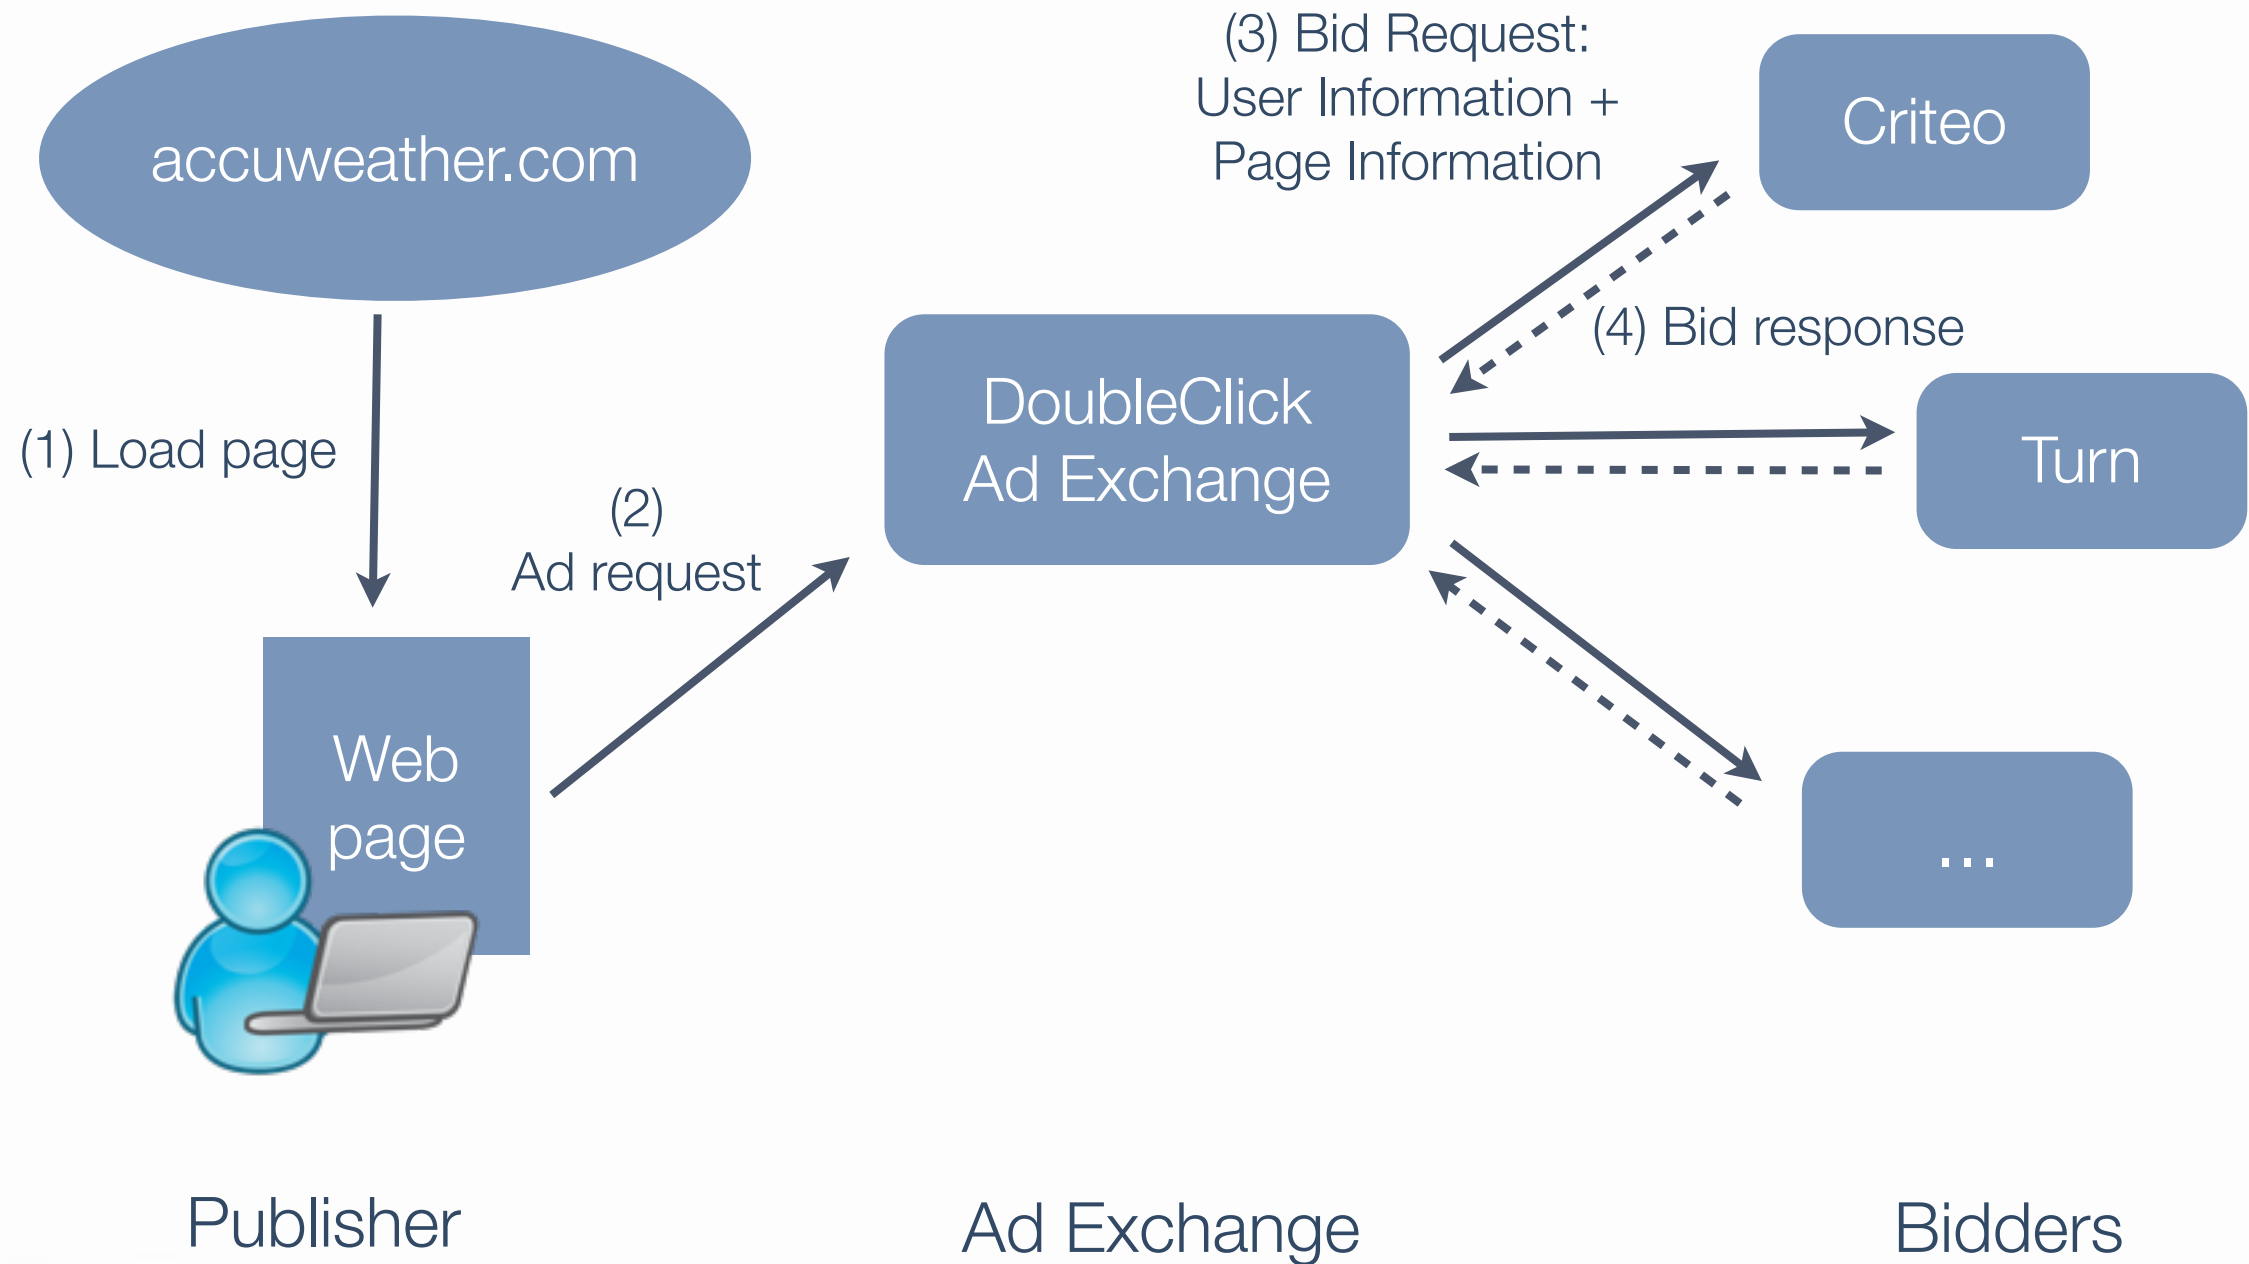 accuweather.com
(1) Load page
Web
page
(2)
Ad request
DoubleClick
Ad Exchange
(3) Bid Request:
User Information +
Page Information
Criteo
(4) Bid response
Turn
...
Publisher
Ad Exchange
Bidders